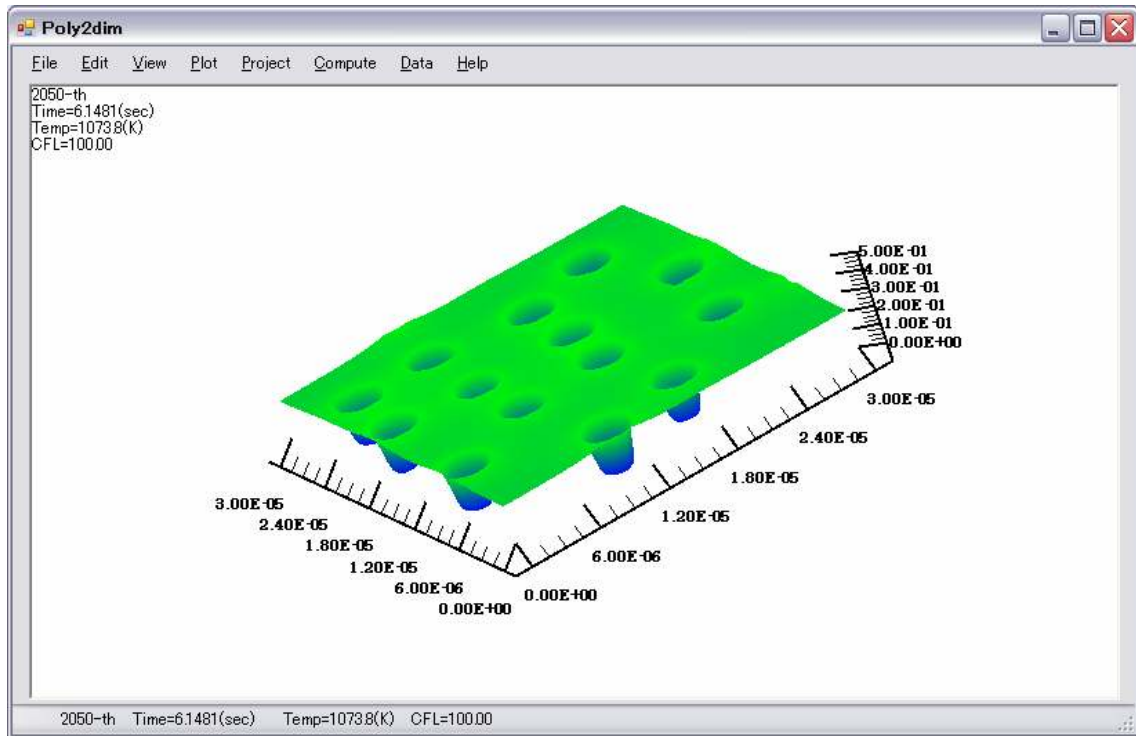 Poly2dim
File Edit View Plot Project Compute Data Help
2050-th
Time=6.1481(sec)
Temp=1073.8(K)
CFL=100.00
5.00E-01
4.00E-01
3.00E-01
2.00E-01
1.00E-01
0.00E+00
3.00E-05
2.40E-05
1.80E-05
1.20E-05
6.00E-06
0.00E+00
3.00E-05
2.40E-05
1.80E-05
1.20E-05
6.00E-06
0.00E+00
2050-th Time=6.1481(sec) Temp=1073.8(K) CFL=100.00